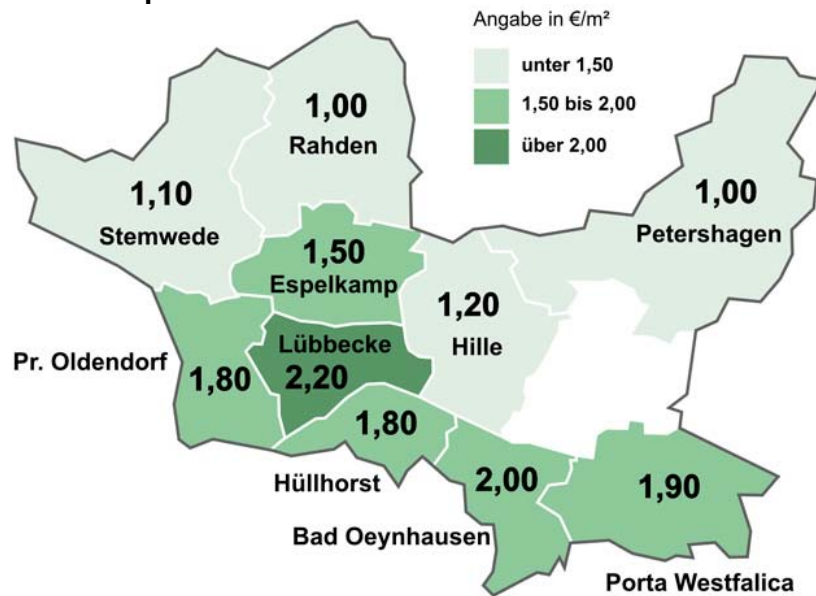 Angabe in €/m²
unter 1,50
1,50 bis 2,00
über 2,00
1,00
Rahden
1,10
Stemwede
1,00
Petershagen
1,50
Espelkamp
1,20
Hille
Lübbecke
2,20
Pr. Oldendorf
1,80
1,80
Hüllhorst
2,00
Bad Oeynhausen
1,90
Porta Westfalica